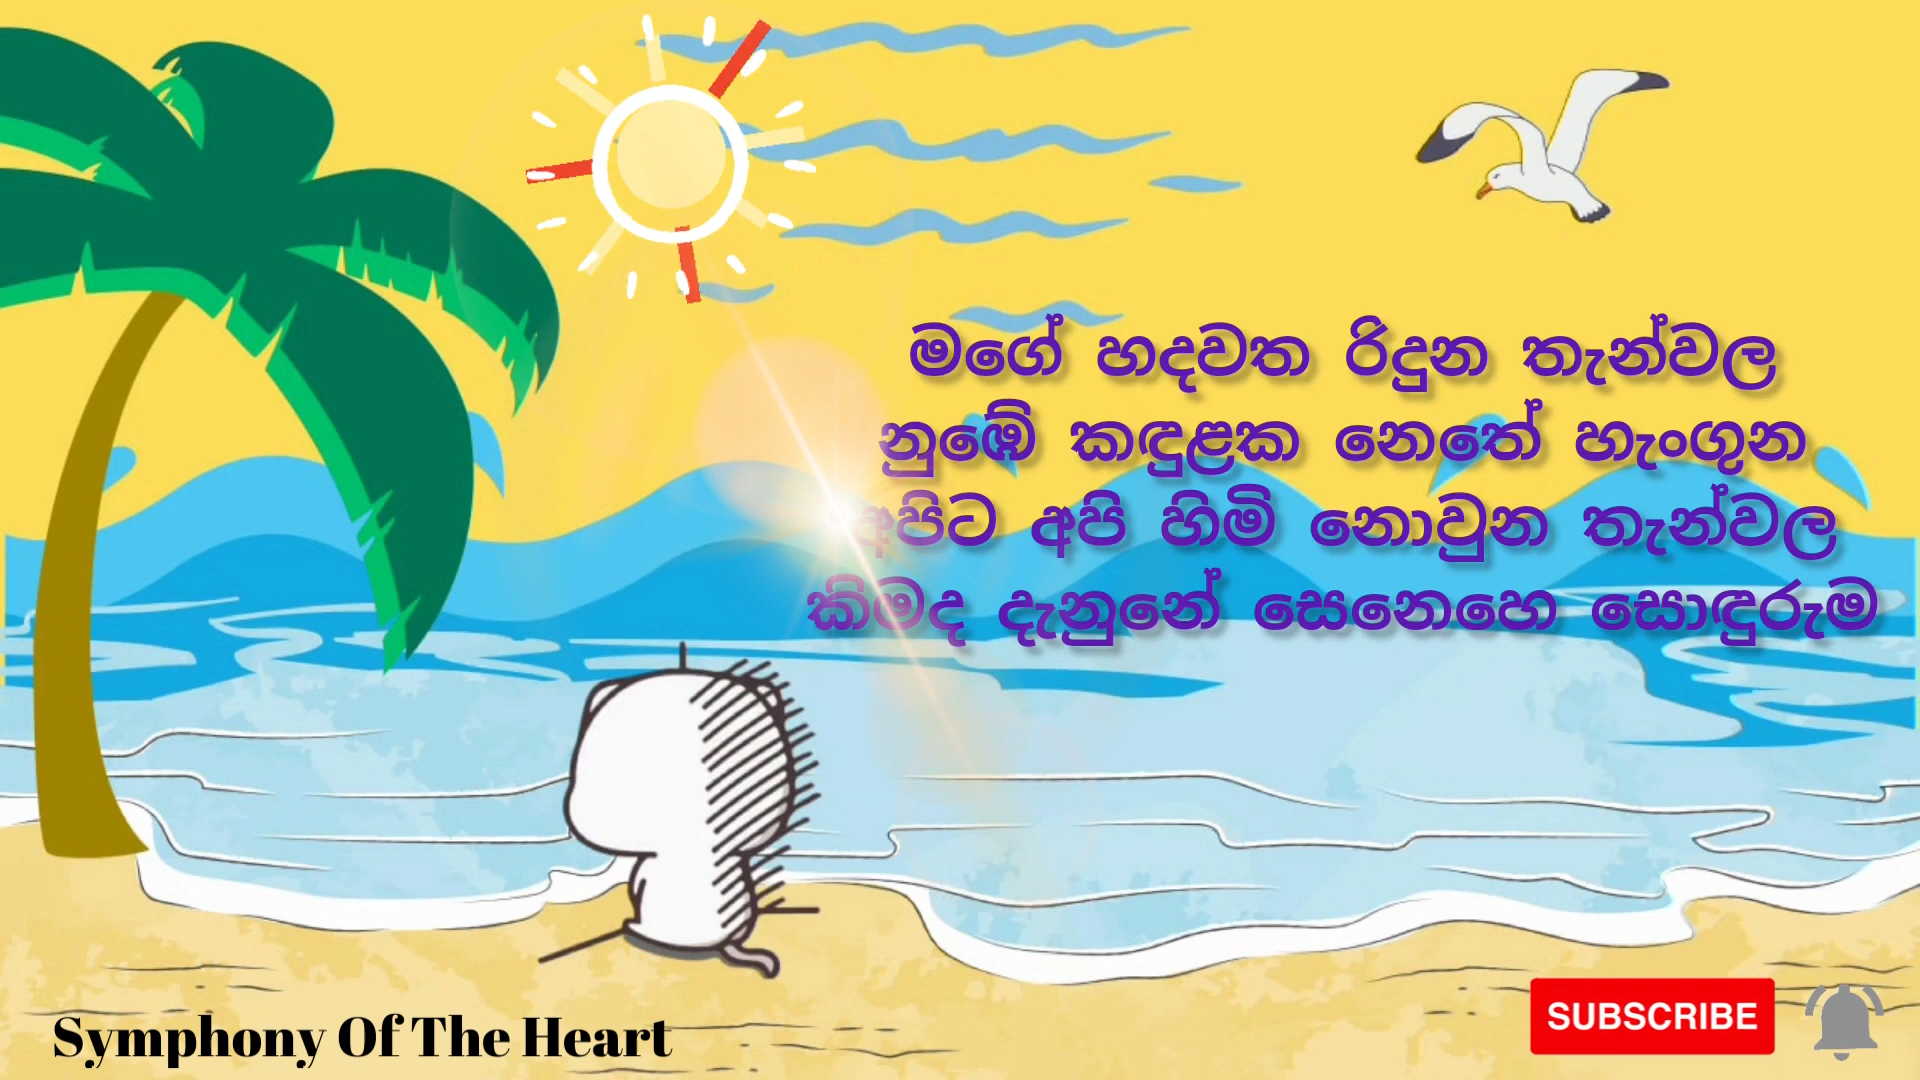 මගේ හදවත රිදුන තැන්වල
නුඹේ කඳුළක නෙතේ හැංගුන
අපිට අපි හිමි නොවුන තැන්වල
කිමද දැනුනේ සෙනෙහෙ සොඳුරුම
SUBSCRIBE
Symphony Of The Heart